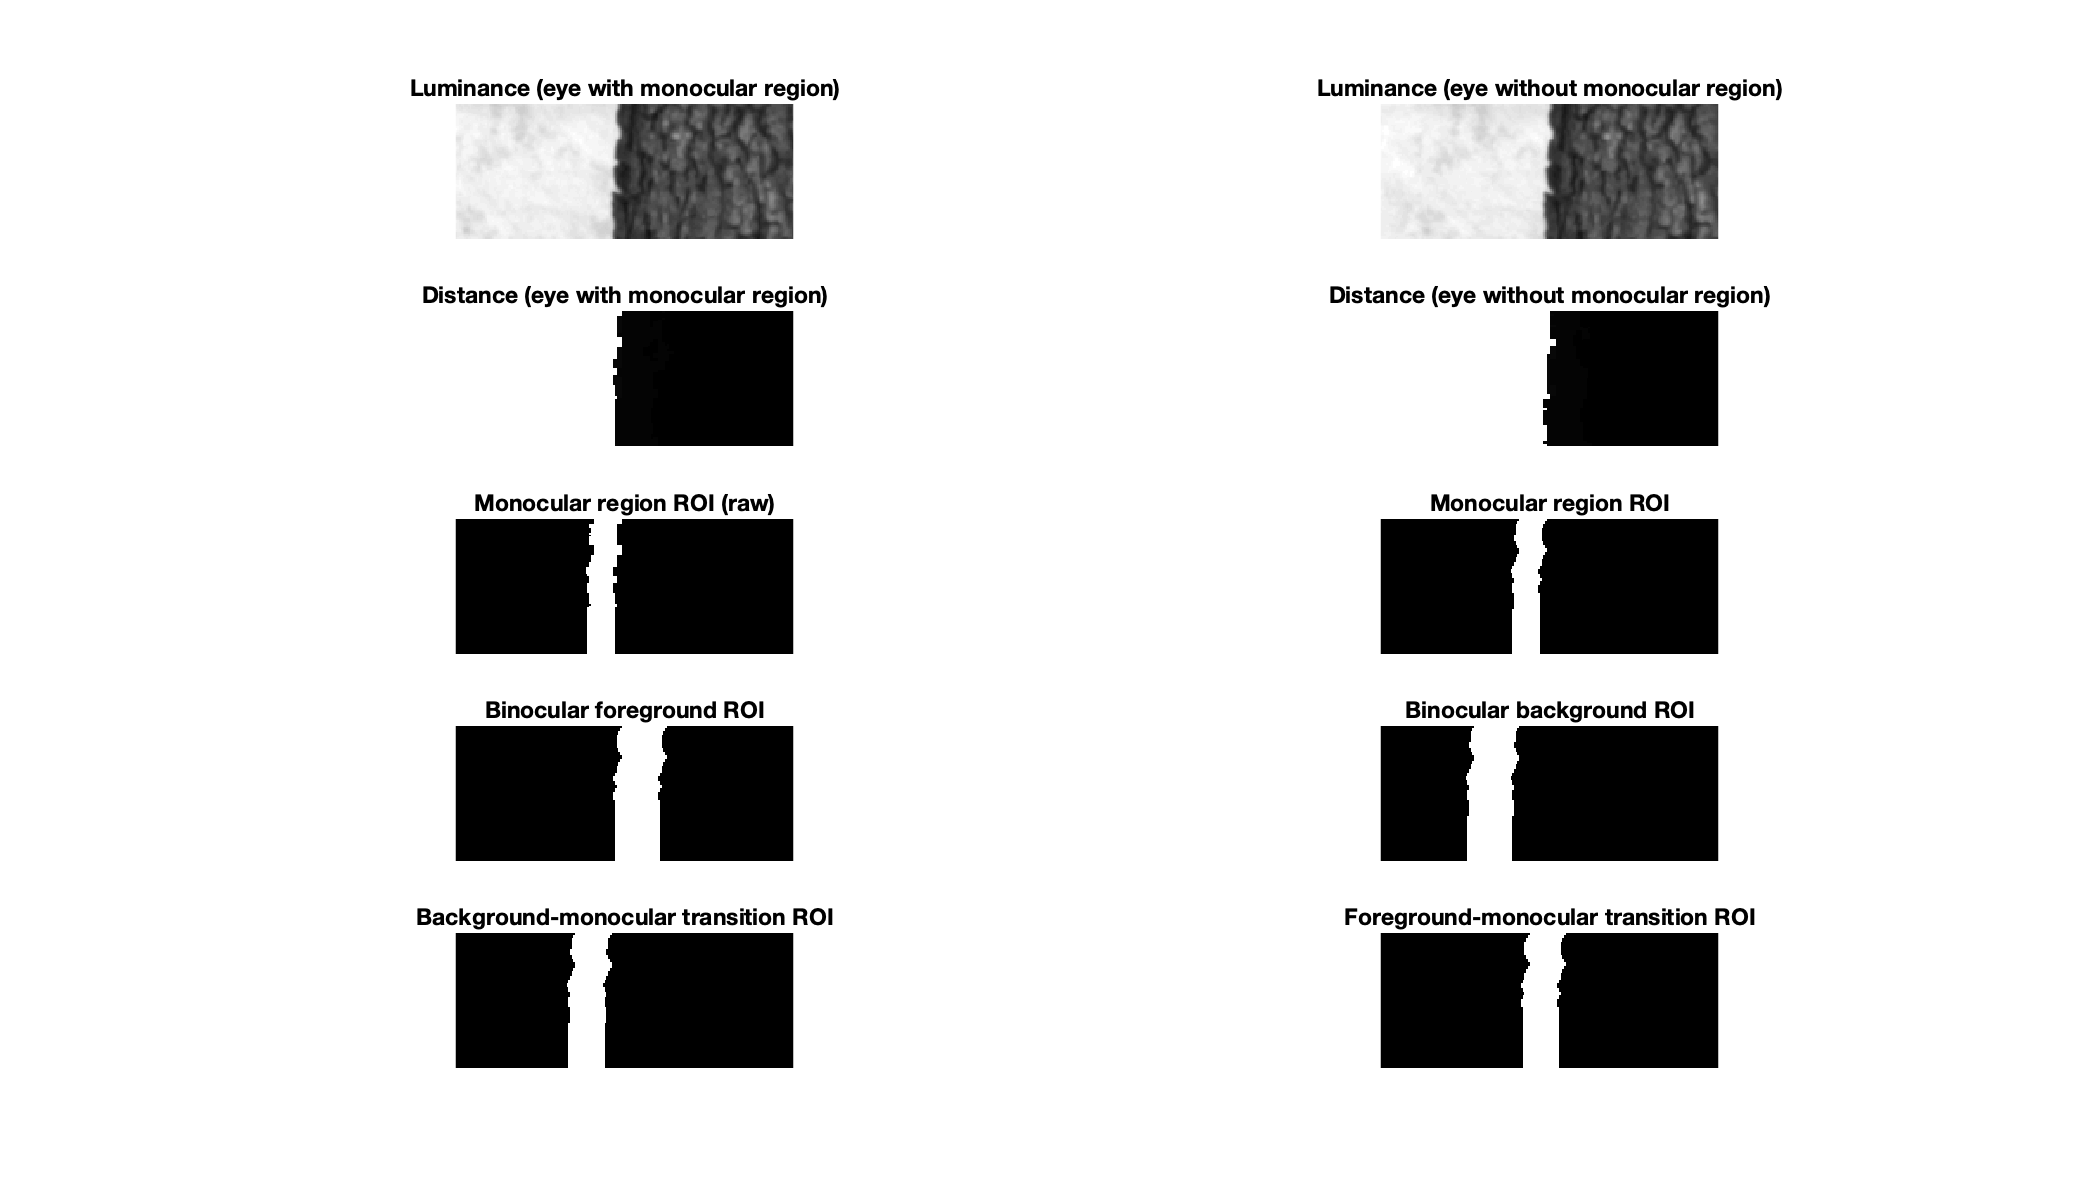 Luminance (eye with monocular region)
Luminance (eye without monocular region)
Distance (eye with monocular region)
Distance (eye without monocular region)
Monocular region ROI (raw)
Monocular region ROI
Binocular foreground ROI
Binocular background ROI
Background-monocular transition ROI
Foreground-monocular transition ROI